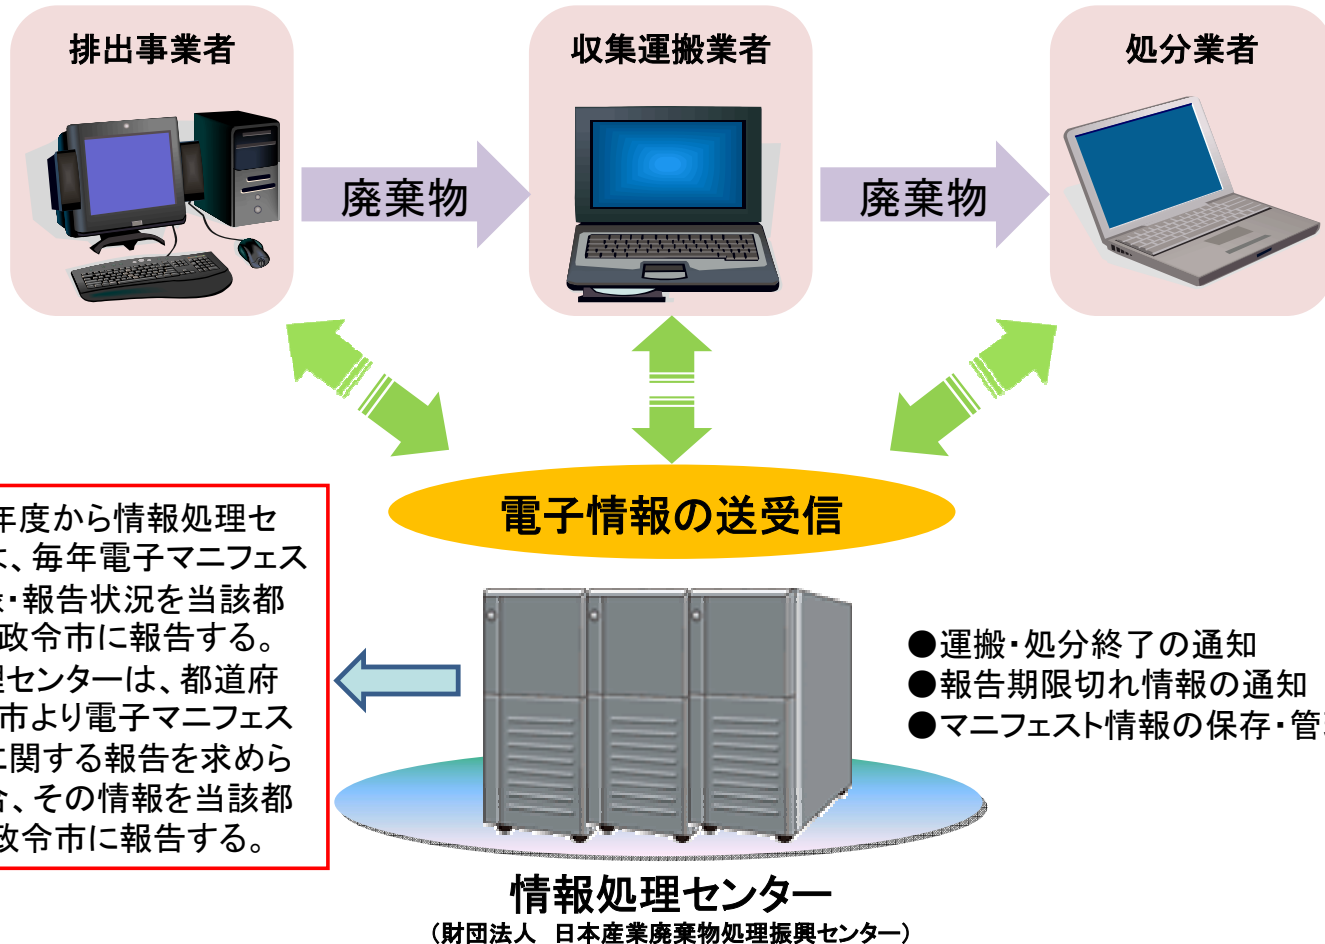 排出事業者
収集運搬業者
処分業者
廃棄物
廃棄物
電子情報の送受信
年度から情報処理セ
、毎年電子マニフェス
・報告状況を当該都
政令市に報告する。
センターは、都道府
市より電子マニフェス
に関する報告を求めら
、その情報を当該都
政令市に報告する。
●運搬・処分終了の通知
●報告期限切れ情報の通知
●マニフェスト情報の保存・管
情報処理センター
（財団法人　日本産業廃棄物処理振興センター）